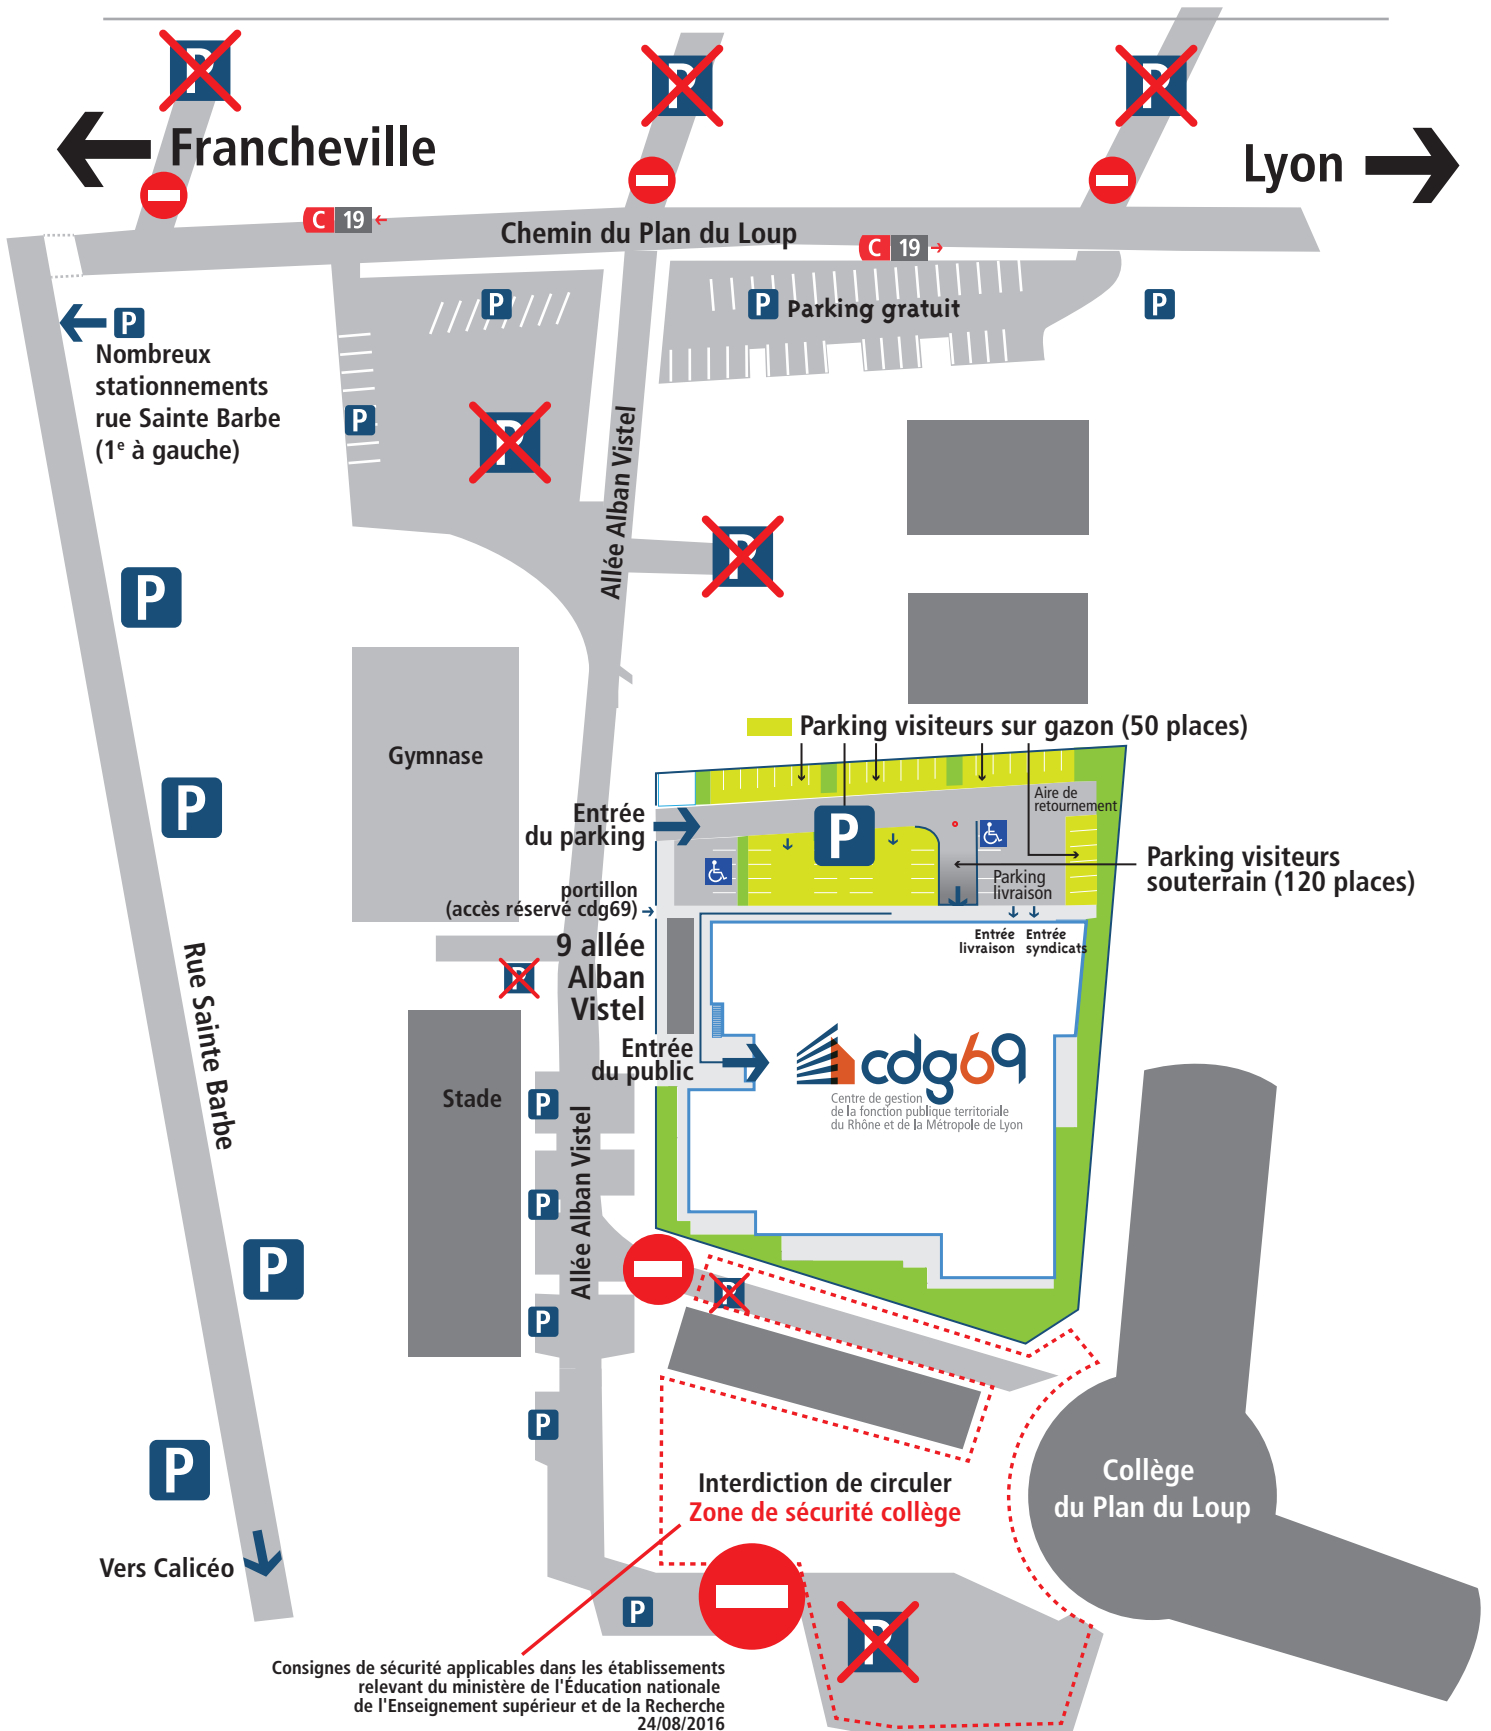 P
P
P
Francheville
Lyon
C 19
Chemin du Plan du Loup
C 19
P
Nombreux
stationnements
rue Sainte Barbe
(1e à gauche)
P
P
Parking gratuit
P
P
P
Allée Alban Vistel
P
P
P
Parking visiteurs sur gazon (50 places)
Gymnase
Aire de
retournement
Entrée
du parking
P
Parking visiteurs
souterrain (120 places)
Parking
livraison
portillon
(accès réservé cdg69)
Entrée
livraison
Entrée
syndicats
9 allée
Alban
Vistel
P
Rue Sainte Barbe
Entrée
du public
cdg69
Centre de gestion
de la fonction publique territoriale
du Rhône et de la Métropole de Lyon
Stade
P
Allée Alban Vistel
P
P
P
P
P
P
Interdiction de circuler
Zone de sécurité collège
Collège
du Plan du Loup
P
Vers Calicéo
P
P
Consignes de sécurité applicables dans les établissements
relevant du ministère de l'Éducation nationale
de l'Enseignement supérieur et de la Recherche
24/08/2016